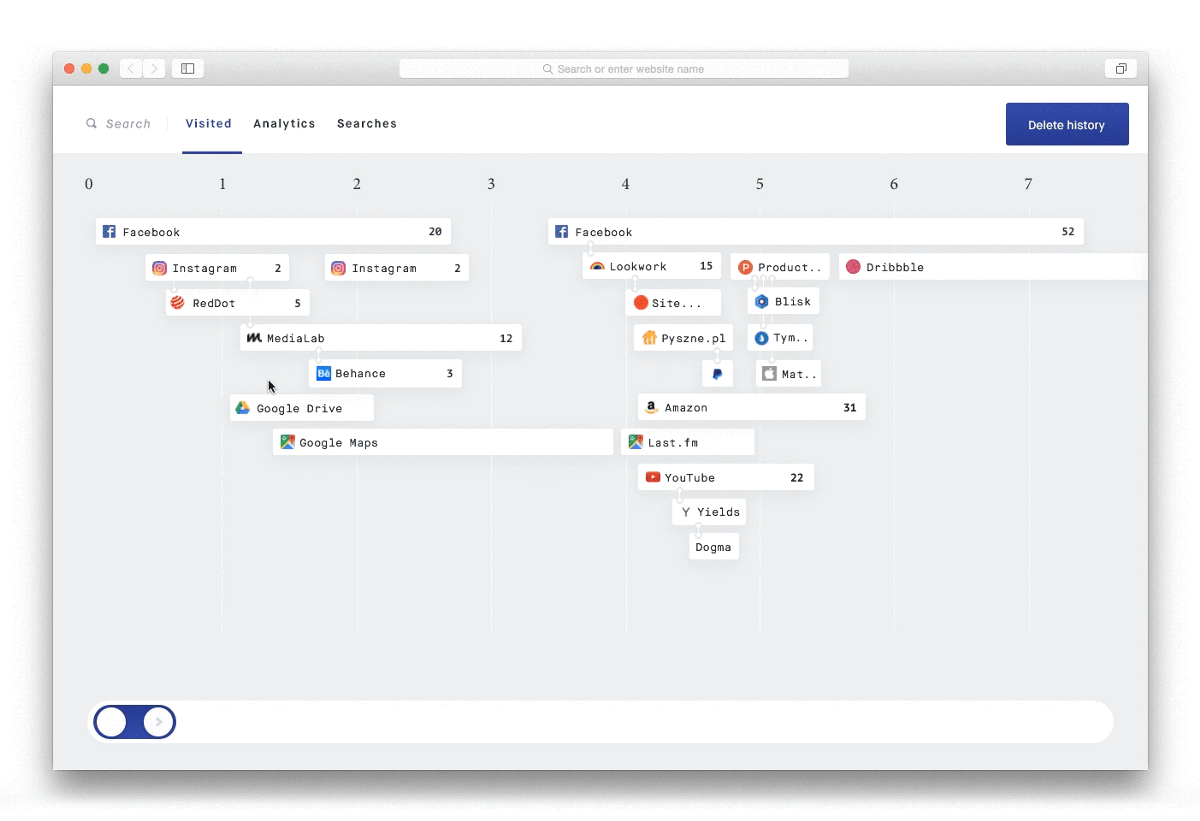 Search or enter website name
Search Visited Analytics Searches Delete history
0 1 2 3 4 5 6 7
Facebook 20 Facebook 52
Instagram 2 Instagram 2 Lookwork 15 Product.. Dribbble
RedDot 5 Site... Blisk
MediaLab 12 Pyszne.pl Tym..
Bē Behance 3 Mat..
Google Drive a Amazon 31
Google Maps Last.fm
YouTube 22
Y Yields
Dogma